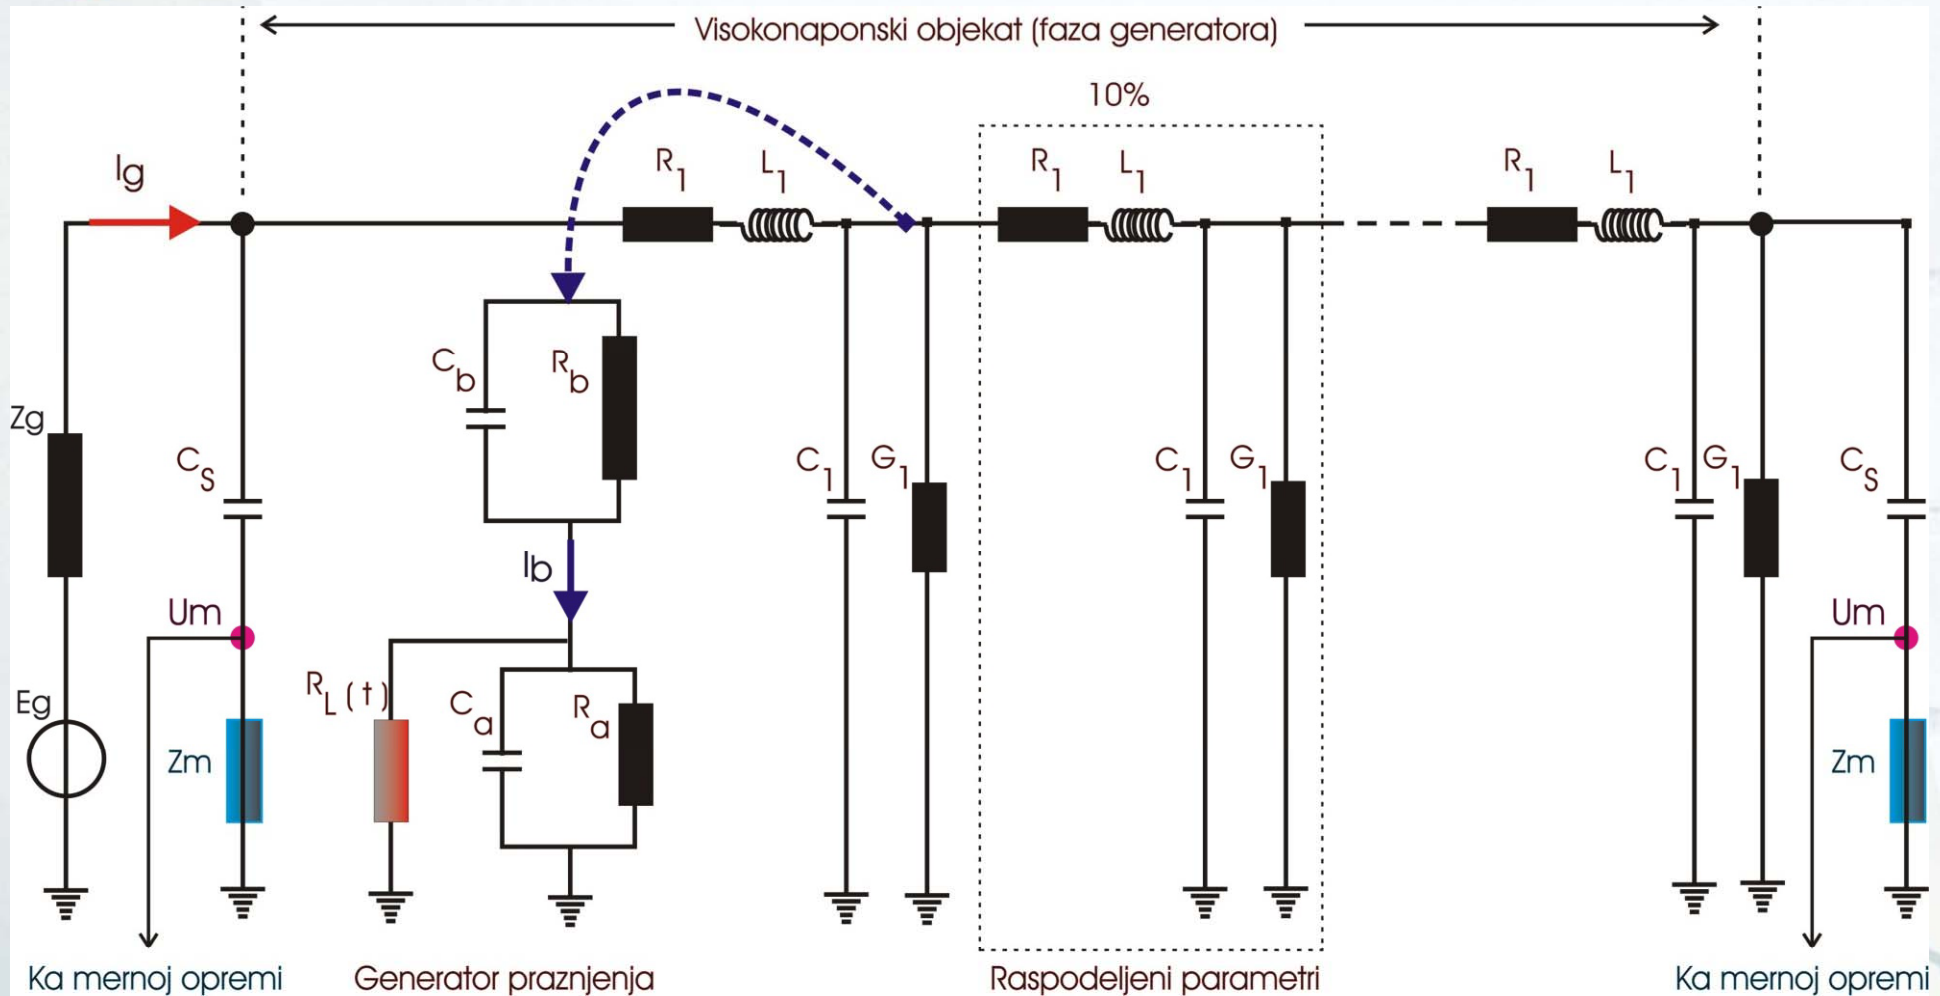 Visokonaponski objekat (faza generatora)
10%
Ig
R1 L1
R1 L1
R1 L1
Cb Rb
Zg
Cs
C1 G1
C1 G1
C1 G1
Cs
Ib
Um
Um
RL(t)
Ca Ra
Eg
Zm
Zm
Ka mernoj opremi
Generator praznjenja
Raspodeljeni parametri
Ka mernoj opremi